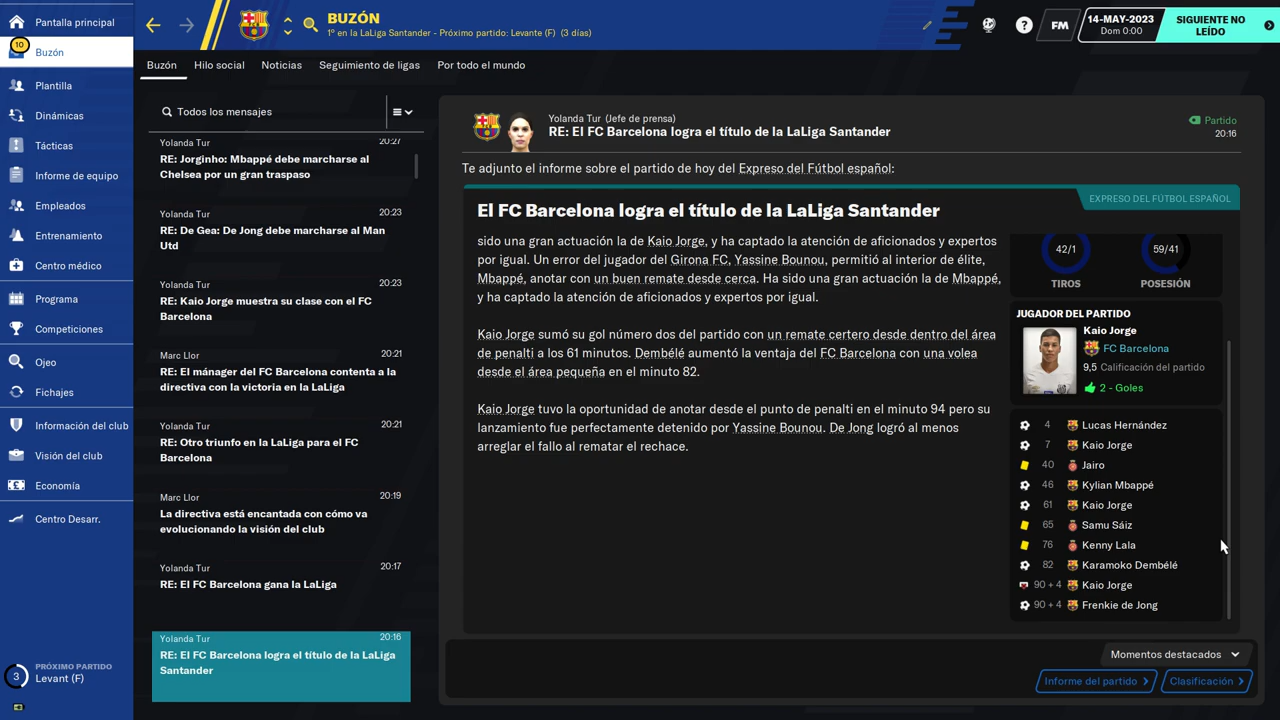 Pantalla principal
10
Buzón
Plantilla
Dinámicas
Tácticas
Informe de equipo
Empleados
Entrenamiento
Centro médico
Programa
Competiciones
Ojeo
Fichajes
Información del club
Visión del club
Economía
Centro Desarr.
3
PRÓXIMO PARTIDO
Levant (F)
BUZÓN
1º en la LaLiga Santander - Próximo partido: Levante (F) (3 días)
FM
14-MAY-2023
Dom 0:00
SIGUIENTE NO
LEÍDO
Buzón
Hilo social
Noticias
Seguimiento de ligas
Por todo el mundo
Todos los mensajes
Yolanda Tur
20:27
RE: Jorginho: Mbappé debe marcharse al
Chelsea por un gran traspaso
Yolanda Tur
20:23
RE: De Gea: De Jong debe marcharse al Man
Utd
Yolanda Tur
20:23
RE: Kaio Jorge muestra su clase con el FC
Barcelona
Marc Llor
20:21
RE: El mánager del FC Barcelona contenta a la
directiva con la victoria en la LaLiga
Yolanda Tur
20:21
RE: Otro triunfo en la LaLiga para el FC
Barcelona
Marc Llor
20:19
La directiva está encantada con cómo va
evolucionando la visión del club
Yolanda Tur
20:17
RE: El FC Barcelona gana la LaLiga
Yolanda Tur
20:16
RE: El FC Barcelona logra el título de la LaLiga
Santander
Yolanda Tur (Jefe de prensa)
RE: El FC Barcelona logra el título de la LaLiga Santander
Partido
20:16
Te adjunto el informe sobre el partido de hoy del Expreso del Fútbol español:
EXPRESO DEL FÚTBOL ESPAÑOL
El FC Barcelona logra el título de la LaLiga Santander
sido una gran actuación la de Kaio Jorge, y ha captado la atención de aficionados y expertos
por igual. Un error del jugador del Girona FC, Yassine Bounou, permitió al interior de élite,
Mbappé, anotar con un buen remate desde cerca. Ha sido una gran actuación la de Mbappé,
y ha captado la atención de aficionados y expertos por igual.
Kaio Jorge sumó su gol número dos del partido con un remate certero desde dentro del área
de penalti a los 61 minutos. Dembélé aumentó la ventaja del FC Barcelona con una volea
desde el área pequeña en el minuto 82.
Kaio Jorge tuvo la oportunidad de anotar desde el punto de penalti en el minuto 94 pero su
lanzamiento fue perfectamente detenido por Yassine Bounou. De Jong logró al menos
arreglar el fallo al rematar el rechace.
42/1
59/41
TIROS
POSESIÓN
JUGADOR DEL PARTIDO
Kaio Jorge
FC Barcelona
9,5 Calificación del partido
2 - Goles
4 Lucas Hernández
7 Kaio Jorge
40 Jairo
46 Kylian Mbappé
61 Kaio Jorge
65 Samu Sáiz
76 Kenny Lala
82 Karamoko Dembélé
90 + 4 Kaio Jorge
90 + 4 Frenkie de Jong
Momentos destacados
Informe del partido
Clasificación